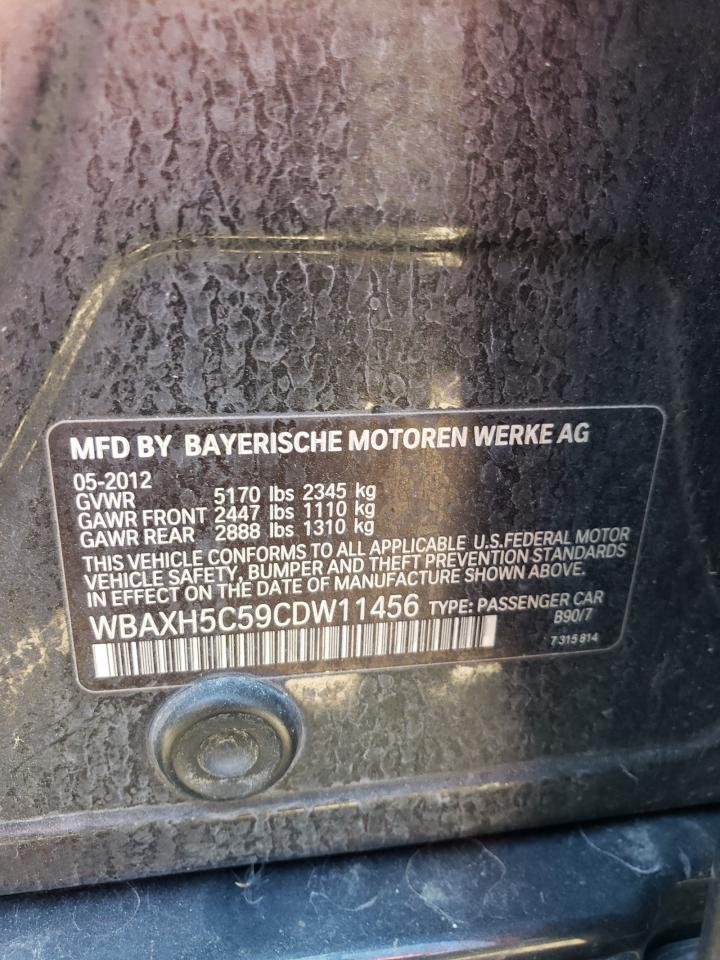 MFD BY BAYERISCHE MOTOREN WERKE AG
05-2012
GVWR 5170 lbs 2345 kg
GAWR FRONT 2447 lbs 1110 kg
GAWR REAR 2888 lbs 1310 kg
THIS VEHICLE CONFORMS TO ALL APPLICABLE U.S.FEDERAL MOTOR
VEHICLE SAFETY, BUMPER AND THEFT PREVENTION STANDARDS
IN EFFECT ON THE DATE OF MANUFACTURE SHOWN ABOVE.
WBAXH5C59CDW11456 TYPE: PASSENGER CAR
B90/7
7 315 814